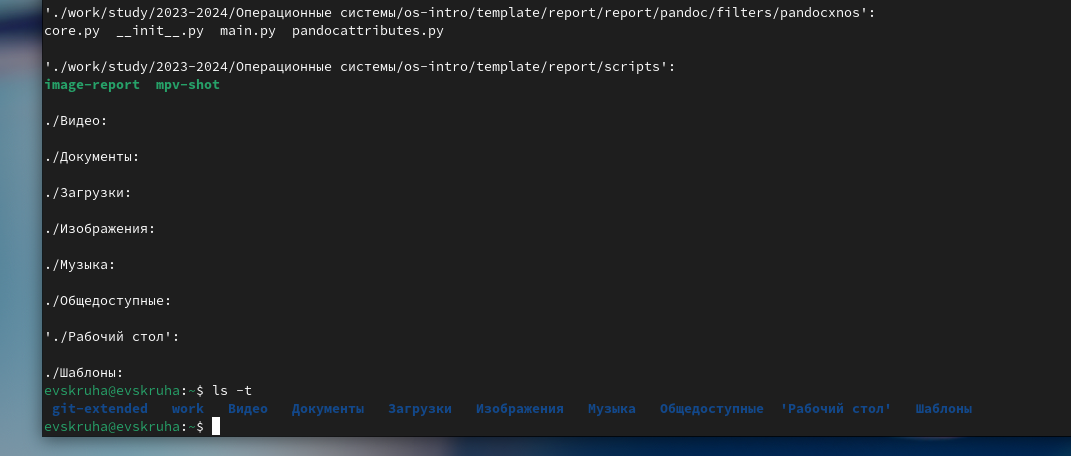 './work/study/2023-2024/Операционные системы/os-intro/template/report/report/pandoc/filters/pandocxnos':
core.py  __init__.py  main.py  pandocattributes.py
'./work/study/2023-2024/Операционные системы/os-intro/template/report/scripts':
image-report  mpv-shot
./Видео:
./Документы:
./Загрузки:
./Изображения:
./Музыка:
./Общедоступные:
'./Рабочий стол':
./Шаблоны:
evskruha@evskruha:~$ ls -t
git-extended  work  Видео  Документы  Загрузки  Изображения  Музыка  Общедоступные  'Рабочий стол'  Шаблоны
evskruha@evskruha:~$